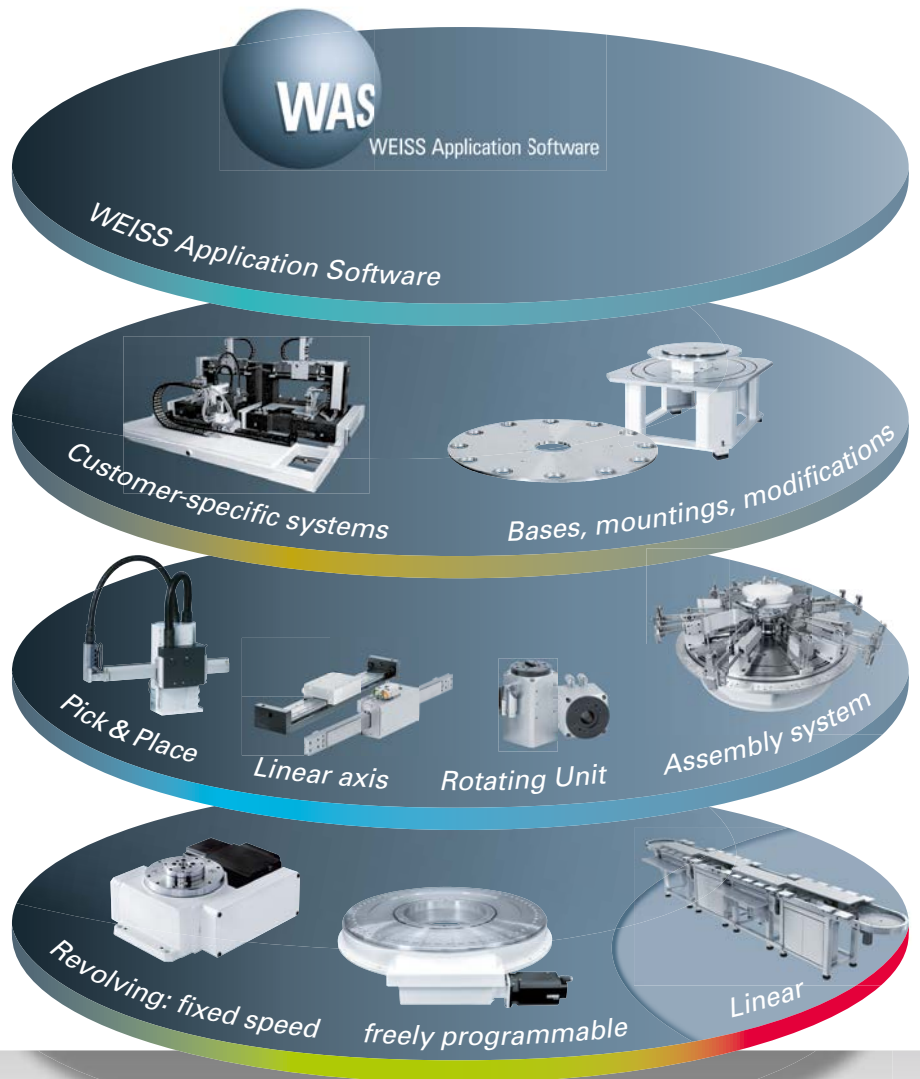 WAS
WEISS Application Software
WEISS Application Software
Customer-specific systems
Bases, mountings, modifications
Pick & Place
Linear axis
Rotating Unit
Assembly system
Revolving: fixed speed
freely programmable
Linear